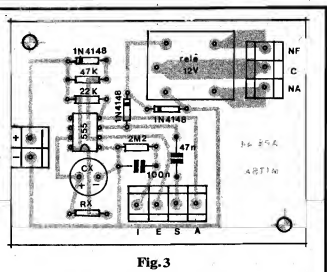 1N4148
47K
22K
555
1N4148
relé
12V
1N4148
NF
C
NA
+
−
2M2
47n
100n
CX
+ −
RX
I E S A
Fig.3